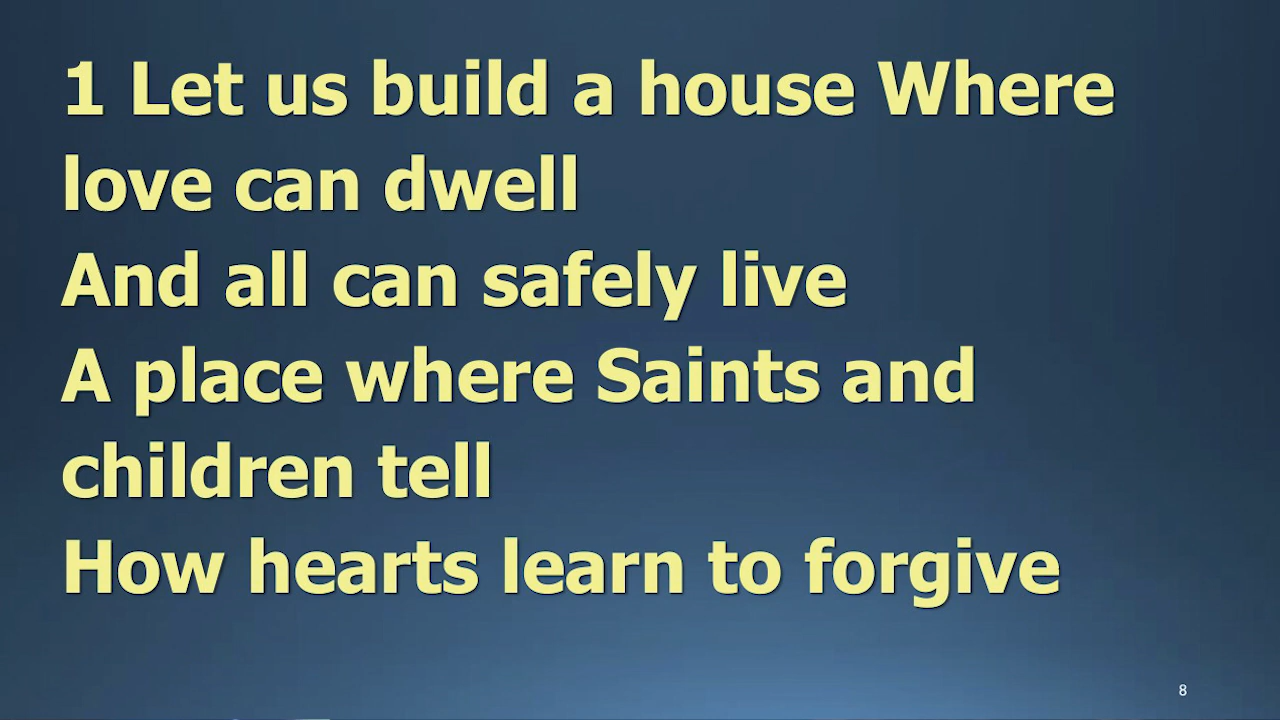 1 Let us build a house Where
love can dwell
And all can safely live
A place where Saints and
children tell
How hearts learn to forgive
8